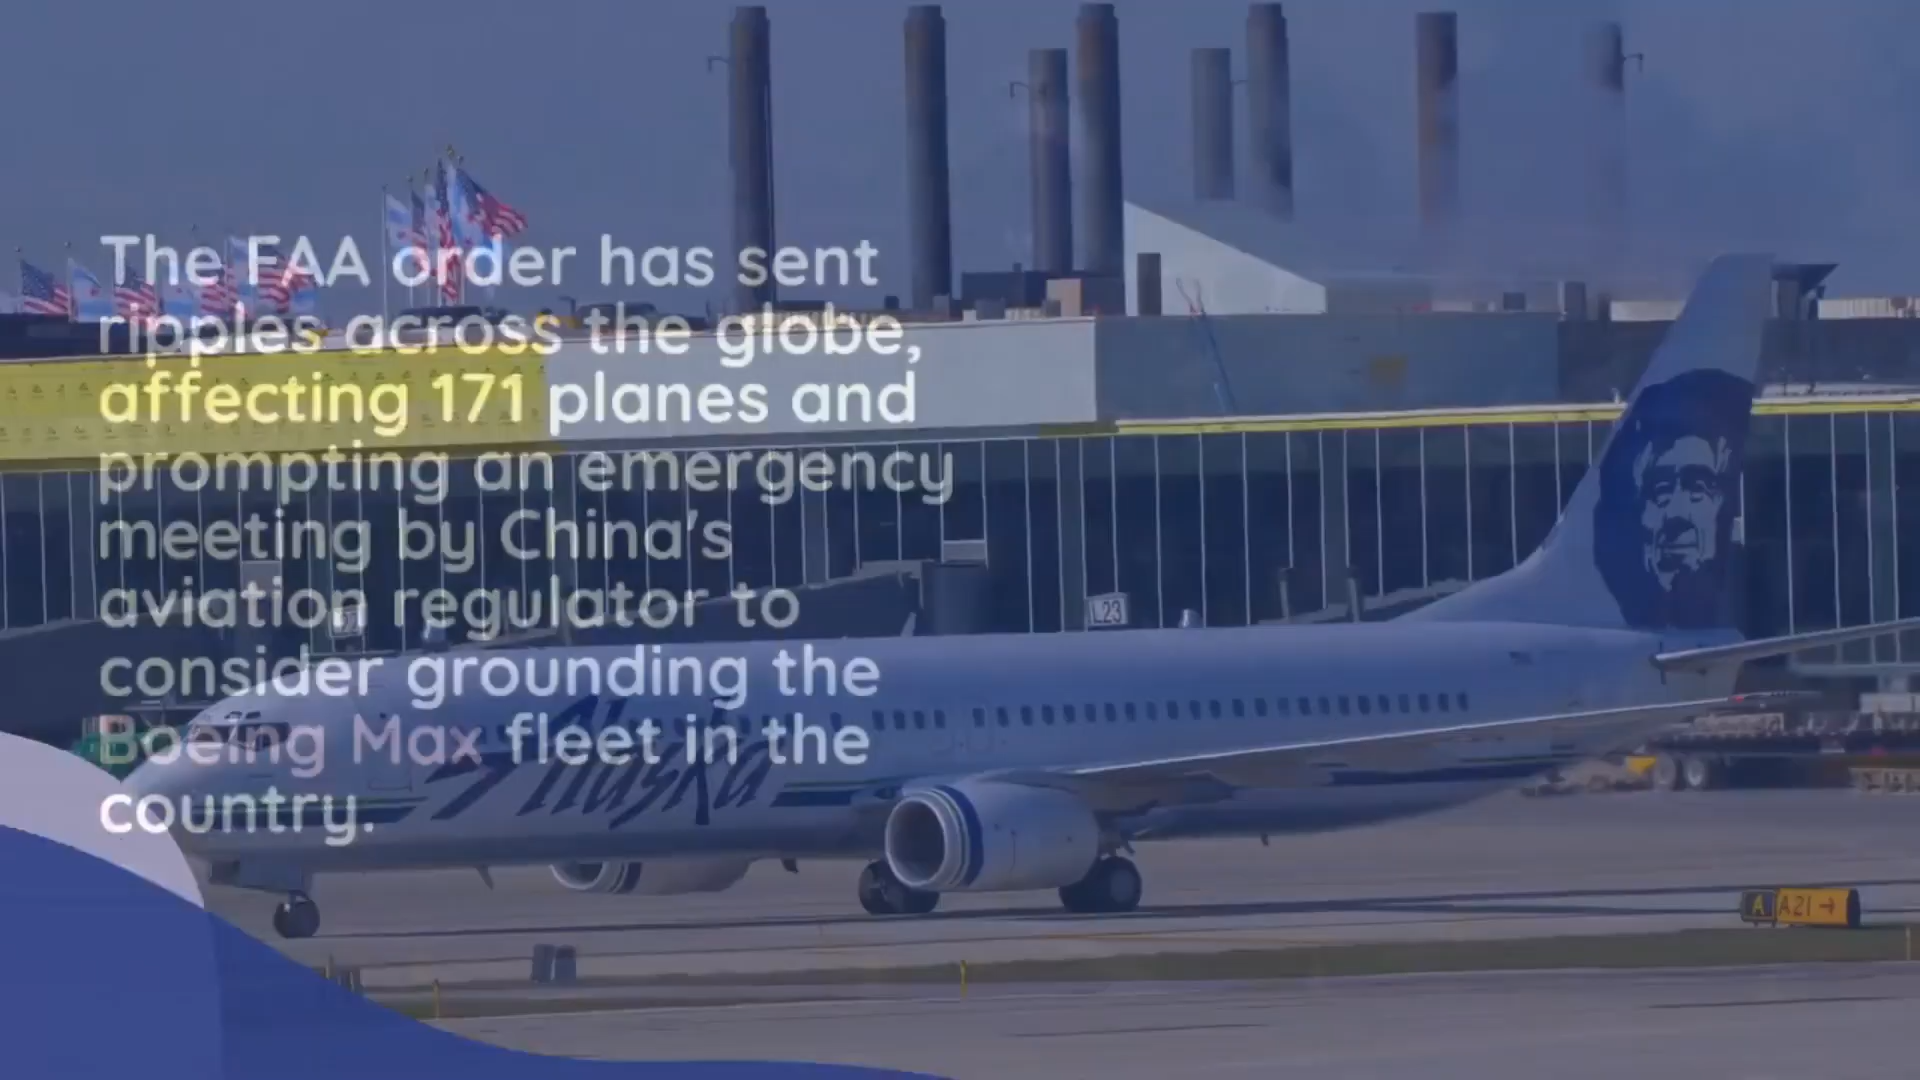 The FAA order has sent
ripples across the globe,
affecting 171 planes and
prompting an emergency
meeting by China's
aviation regulator to
consider grounding the
Boeing Max fleet in the
country.
L23
Alaska
A A21→